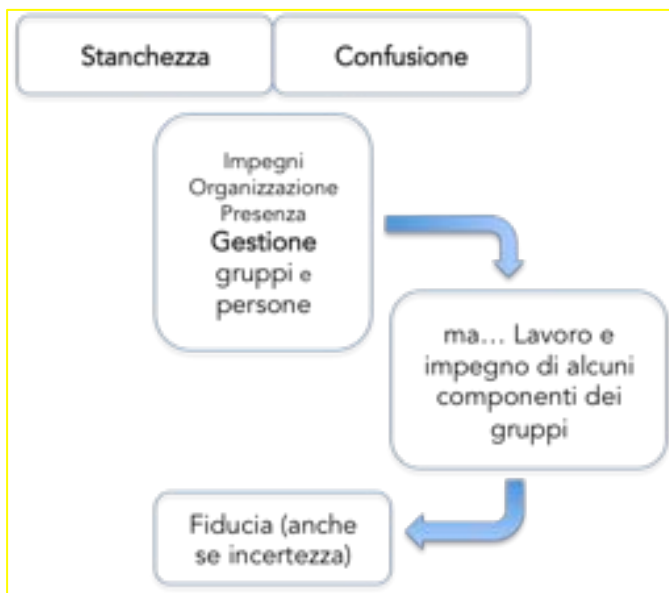 Stanchezza
Confusione
Impegni
Organizzazione
Presenza
Gestione
gruppi e
persone
ma... Lavoro e
impegno di alcuni
componenti dei
gruppi
Fiducia (anche
se incertezza)